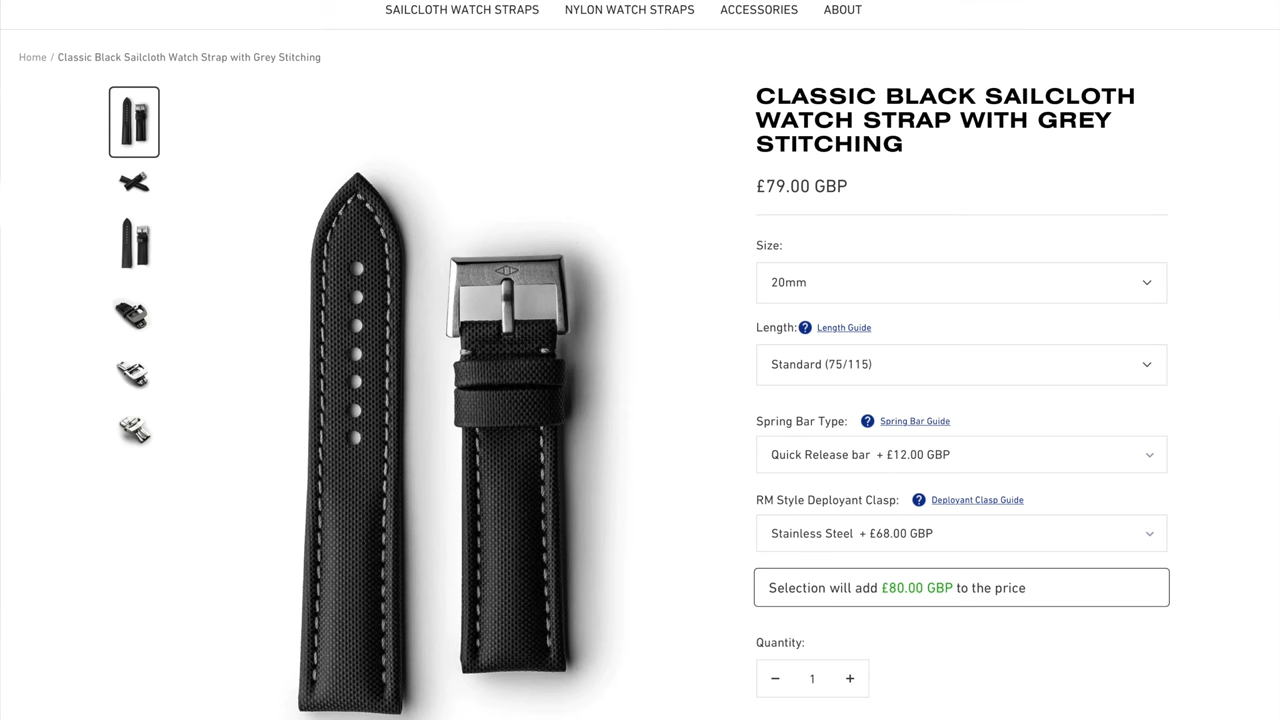 SAILCLOTH WATCH STRAPS NYLON WATCH STRAPS ACCESSORIES ABOUT
Home / Classic Black Sailcloth Watch Strap with Grey Stitching
CLASSIC BLACK SAILCLOTH
WATCH STRAP WITH GREY
STITCHING
£79.00 GBP
Size:
20mm
Length: ? Length Guide
Standard (75/115)
Spring Bar Type: ? Spring Bar Guide
Quick Release bar + £12.00 GBP
RM Style Deployant Clasp: ? Deployant Clasp Guide
Stainless Steel + £68.00 GBP
Selection will add £80.00 GBP to the price
Quantity:
− 1 +